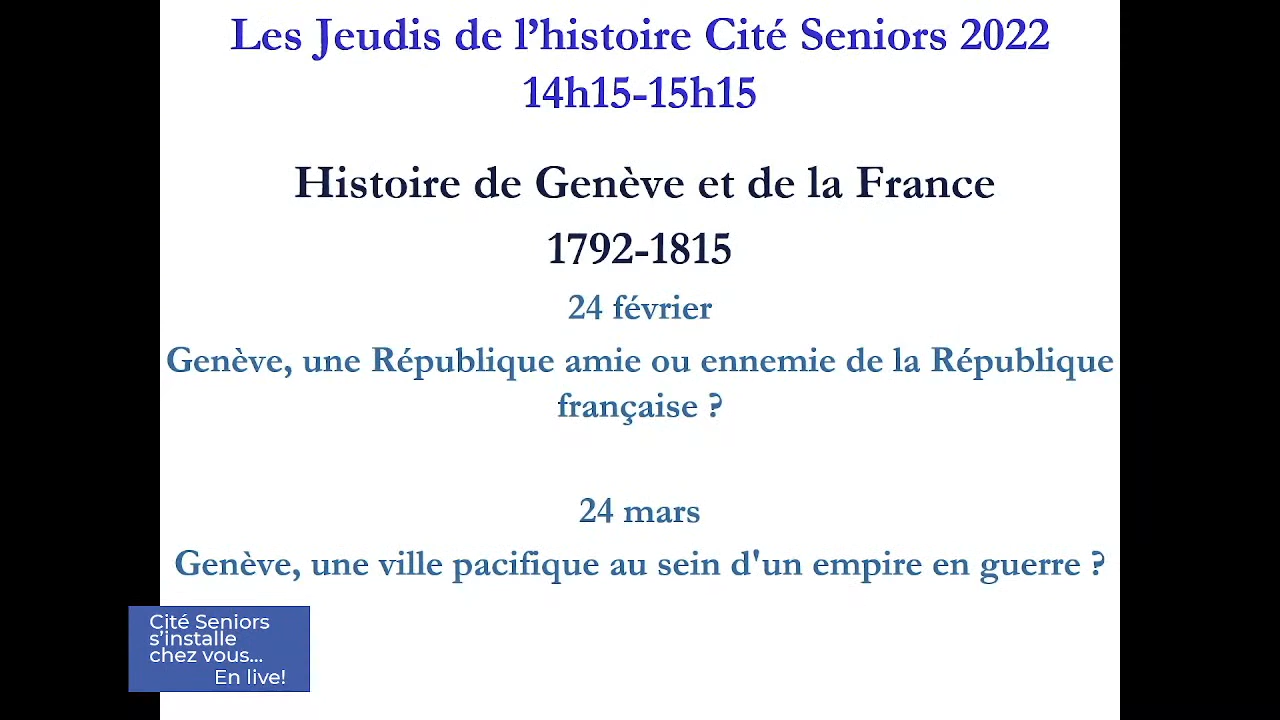 Les Jeudis de l’histoire Cité Seniors 2022
14h15-15h15
Histoire de Genève et de la France
1792-1815
24 février
Genève, une République amie ou ennemie de la République
française ?
24 mars
Genève, une ville pacifique au sein d'un empire en guerre ?
Cité Seniors
s’installe
chez vous...
En live!